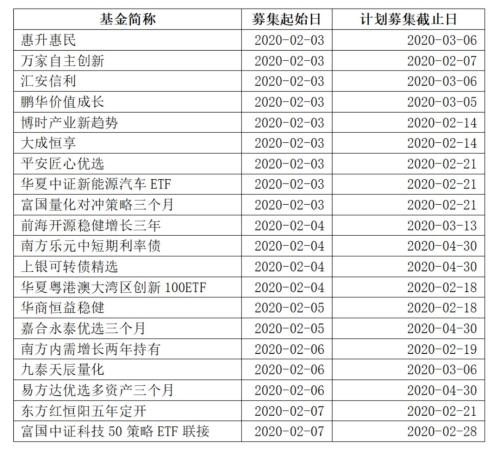 基金简称 募集起始日 计划募集截止日
惠升惠民 2020-02-03 2020-03-06
万家自主创新 2020-02-03 2020-02-07
汇安信利 2020-02-03 2020-03-06
鹏华价值成长 2020-02-03 2020-03-05
博时产业新趋势 2020-02-03 2020-02-14
大成恒享 2020-02-03 2020-02-14
平安匠心优选 2020-02-03 2020-02-21
华夏中证新能源汽车 ETF 2020-02-03 2020-02-21
富国量化对冲策略三个月 2020-02-03 2020-02-21
前海开源稳健增长三年 2020-02-04 2020-03-13
南方乐元中短期利率债 2020-02-04 2020-04-30
上银可转债精选 2020-02-04 2020-04-30
华夏粤港澳大湾区创新 100ETF 2020-02-04 2020-02-18
华商恒益稳健 2020-02-05 2020-02-18
嘉合永泰优选三个月 2020-02-05 2020-04-30
南方内需增长两年持有 2020-02-06 2020-02-19
九泰天辰量化 2020-02-06 2020-03-06
易方达优选多资产三个月 2020-02-06 2020-04-30
东方红恒阳五年定开 2020-02-07 2020-02-21
富国中证科技 50 策略 ETF 联接 2020-02-07 2020-02-28